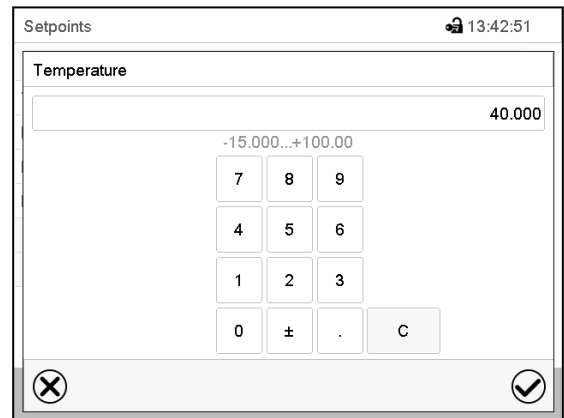 Setpoints 13:42:51
Temperature
40.000
-15.000...+100.00
7 8 9
4 5 6
1 2 3
0 ± . C